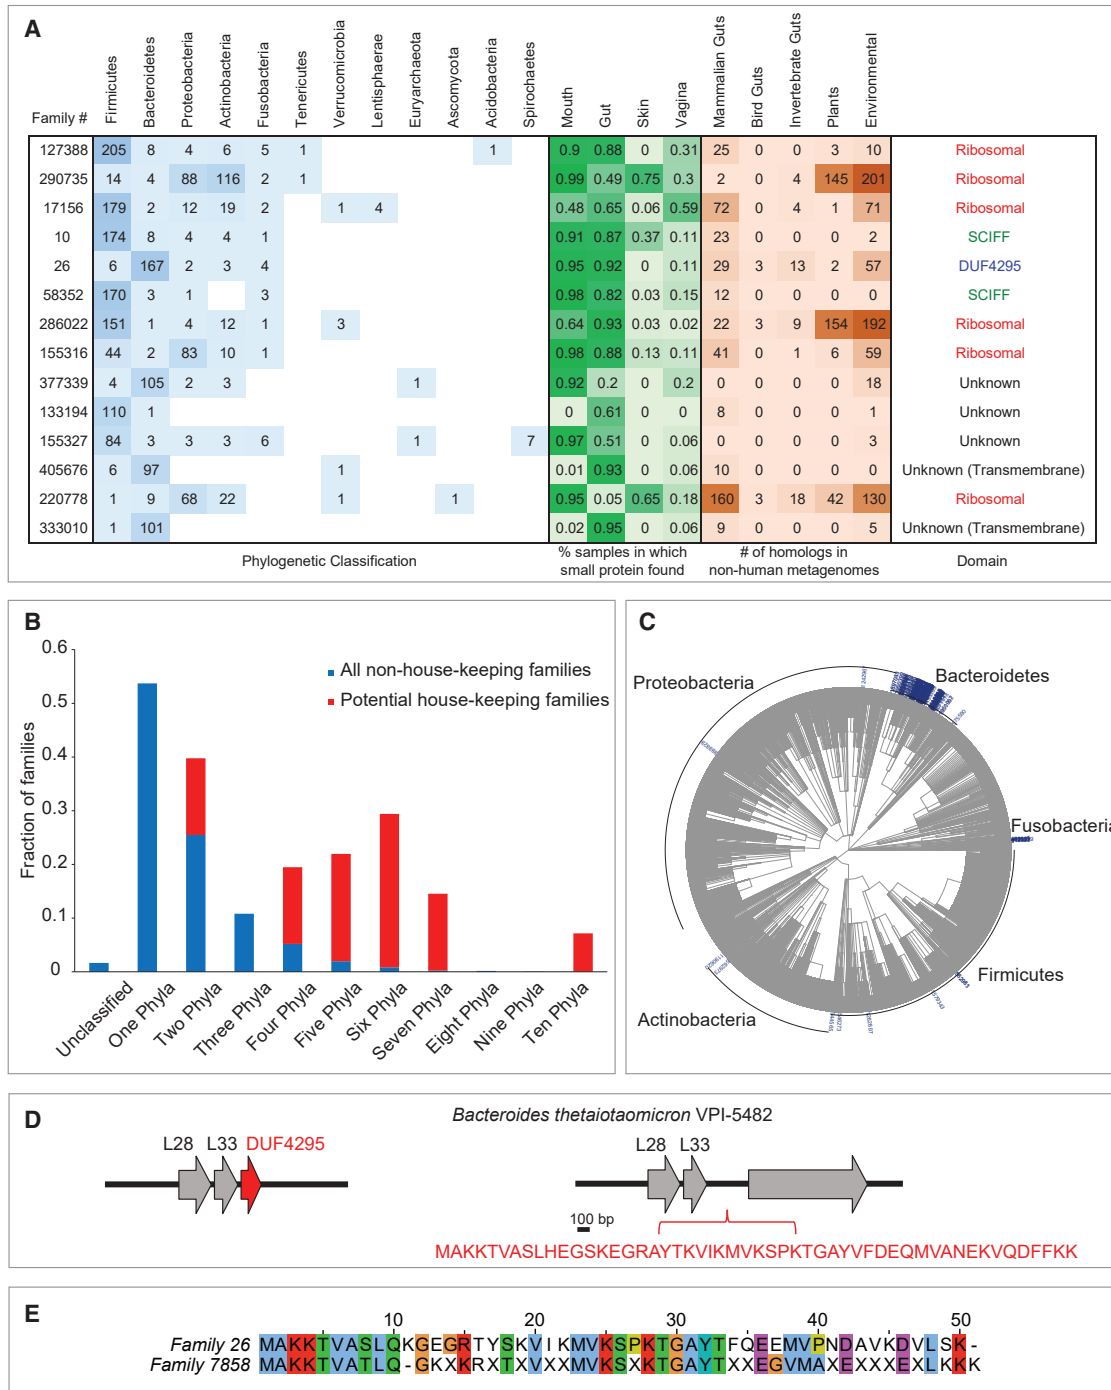 A
Family # Firmicutes Bacteroidetes Proteobacteria Actinobacteria Fusobacteria Tenericutes Verrucomicrobia Lentisphaerae Euryarchaeota Ascomycota Acidobacteria Spirochaetes Mouth Gut Skin Vagina Mammalian Guts Bird Guts Invertebrate Guts Plants Environmental
127388 205 8 4 6 5 1 1 0.9 0.88 0 0.31 25 0 0 3 10 Ribosomal
290735 14 4 88 116 2 1 0.99 0.49 0.75 0.3 2 0 4 145 201 Ribosomal
17156 179 2 12 19 2 1 4 0.48 0.65 0.06 0.59 72 0 4 1 71 Ribosomal
10 174 8 4 4 1 0.91 0.87 0.37 0.11 23 0 0 0 2 SCIFF
26 6 167 2 3 4 0.95 0.92 0 0.11 29 3 13 2 57 DUF4295
58352 170 3 1 3 0.98 0.82 0.03 0.15 12 0 0 0 0 SCIFF
286022 151 1 4 12 1 3 0.64 0.93 0.03 0.02 22 3 9 154 192 Ribosomal
155316 44 2 83 10 1 0.98 0.88 0.13 0.11 41 0 1 6 59 Ribosomal
377339 4 105 2 3 1 0.92 0.2 0 0.2 0 0 0 0 18 Unknown
133194 110 1 0 0.61 0 0 8 0 0 0 1 Unknown
155327 84 3 3 3 6 1 7 0.97 0.51 0 0.06 0 0 0 0 3 Unknown
405676 6 97 1 0.01 0.93 0 0.06 10 0 0 0 0 Unknown (Transmembrane)
220778 1 9 68 22 1 1 0.95 0.05 0.65 0.18 160 3 18 42 130 Ribosomal
333010 1 101 0.02 0.95 0 0.06 9 0 0 0 5 Unknown (Transmembrane)
Phylogenetic Classification
% samples in which
small protein found
# of homologs in
non-human metagenomes
Domain
B
Fraction of families
0.6
0.5
0.4
0.3
0.2
0.1
0
All non-house-keeping families
Potential house-keeping families
Unclassified
One Phyla
Two Phyla
Three Phyla
Four Phyla
Five Phyla
Six Phyla
Seven Phyla
Eight Phyla
Nine Phyla
Ten Phyla
C
Proteobacteria
Bacteroidetes
Fusobacteria
Firmicutes
Actinobacteria
D
L28 L33 DUF4295
Bacteroides thetaiotaomicron VPI-5482
L28 L33
100 bp
MAKKTVASLHEGSKEGRAYTKVIKMVKSPKTGAYVFDEQMVANEKVQDFFKK
E
10 20 30 40 50
Family 26 MAKKTVASLQKGEGRTYSKVIKMVKSPKTGAYTFQEEMVPNDAVKDVLSK-
Family 7858 MAKKTVATLQ-GKXKRXTXVXXMVKSXKTGAYTXXEGVMAXEXXXEXLKKK